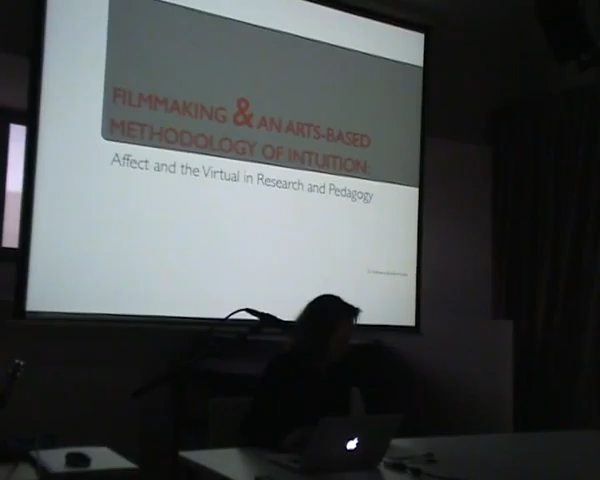 FILMMAKING & AN ARTS-BASED
METHODOLOGY OF INTUITION
Affect and the Virtual in Research and Pedagogy